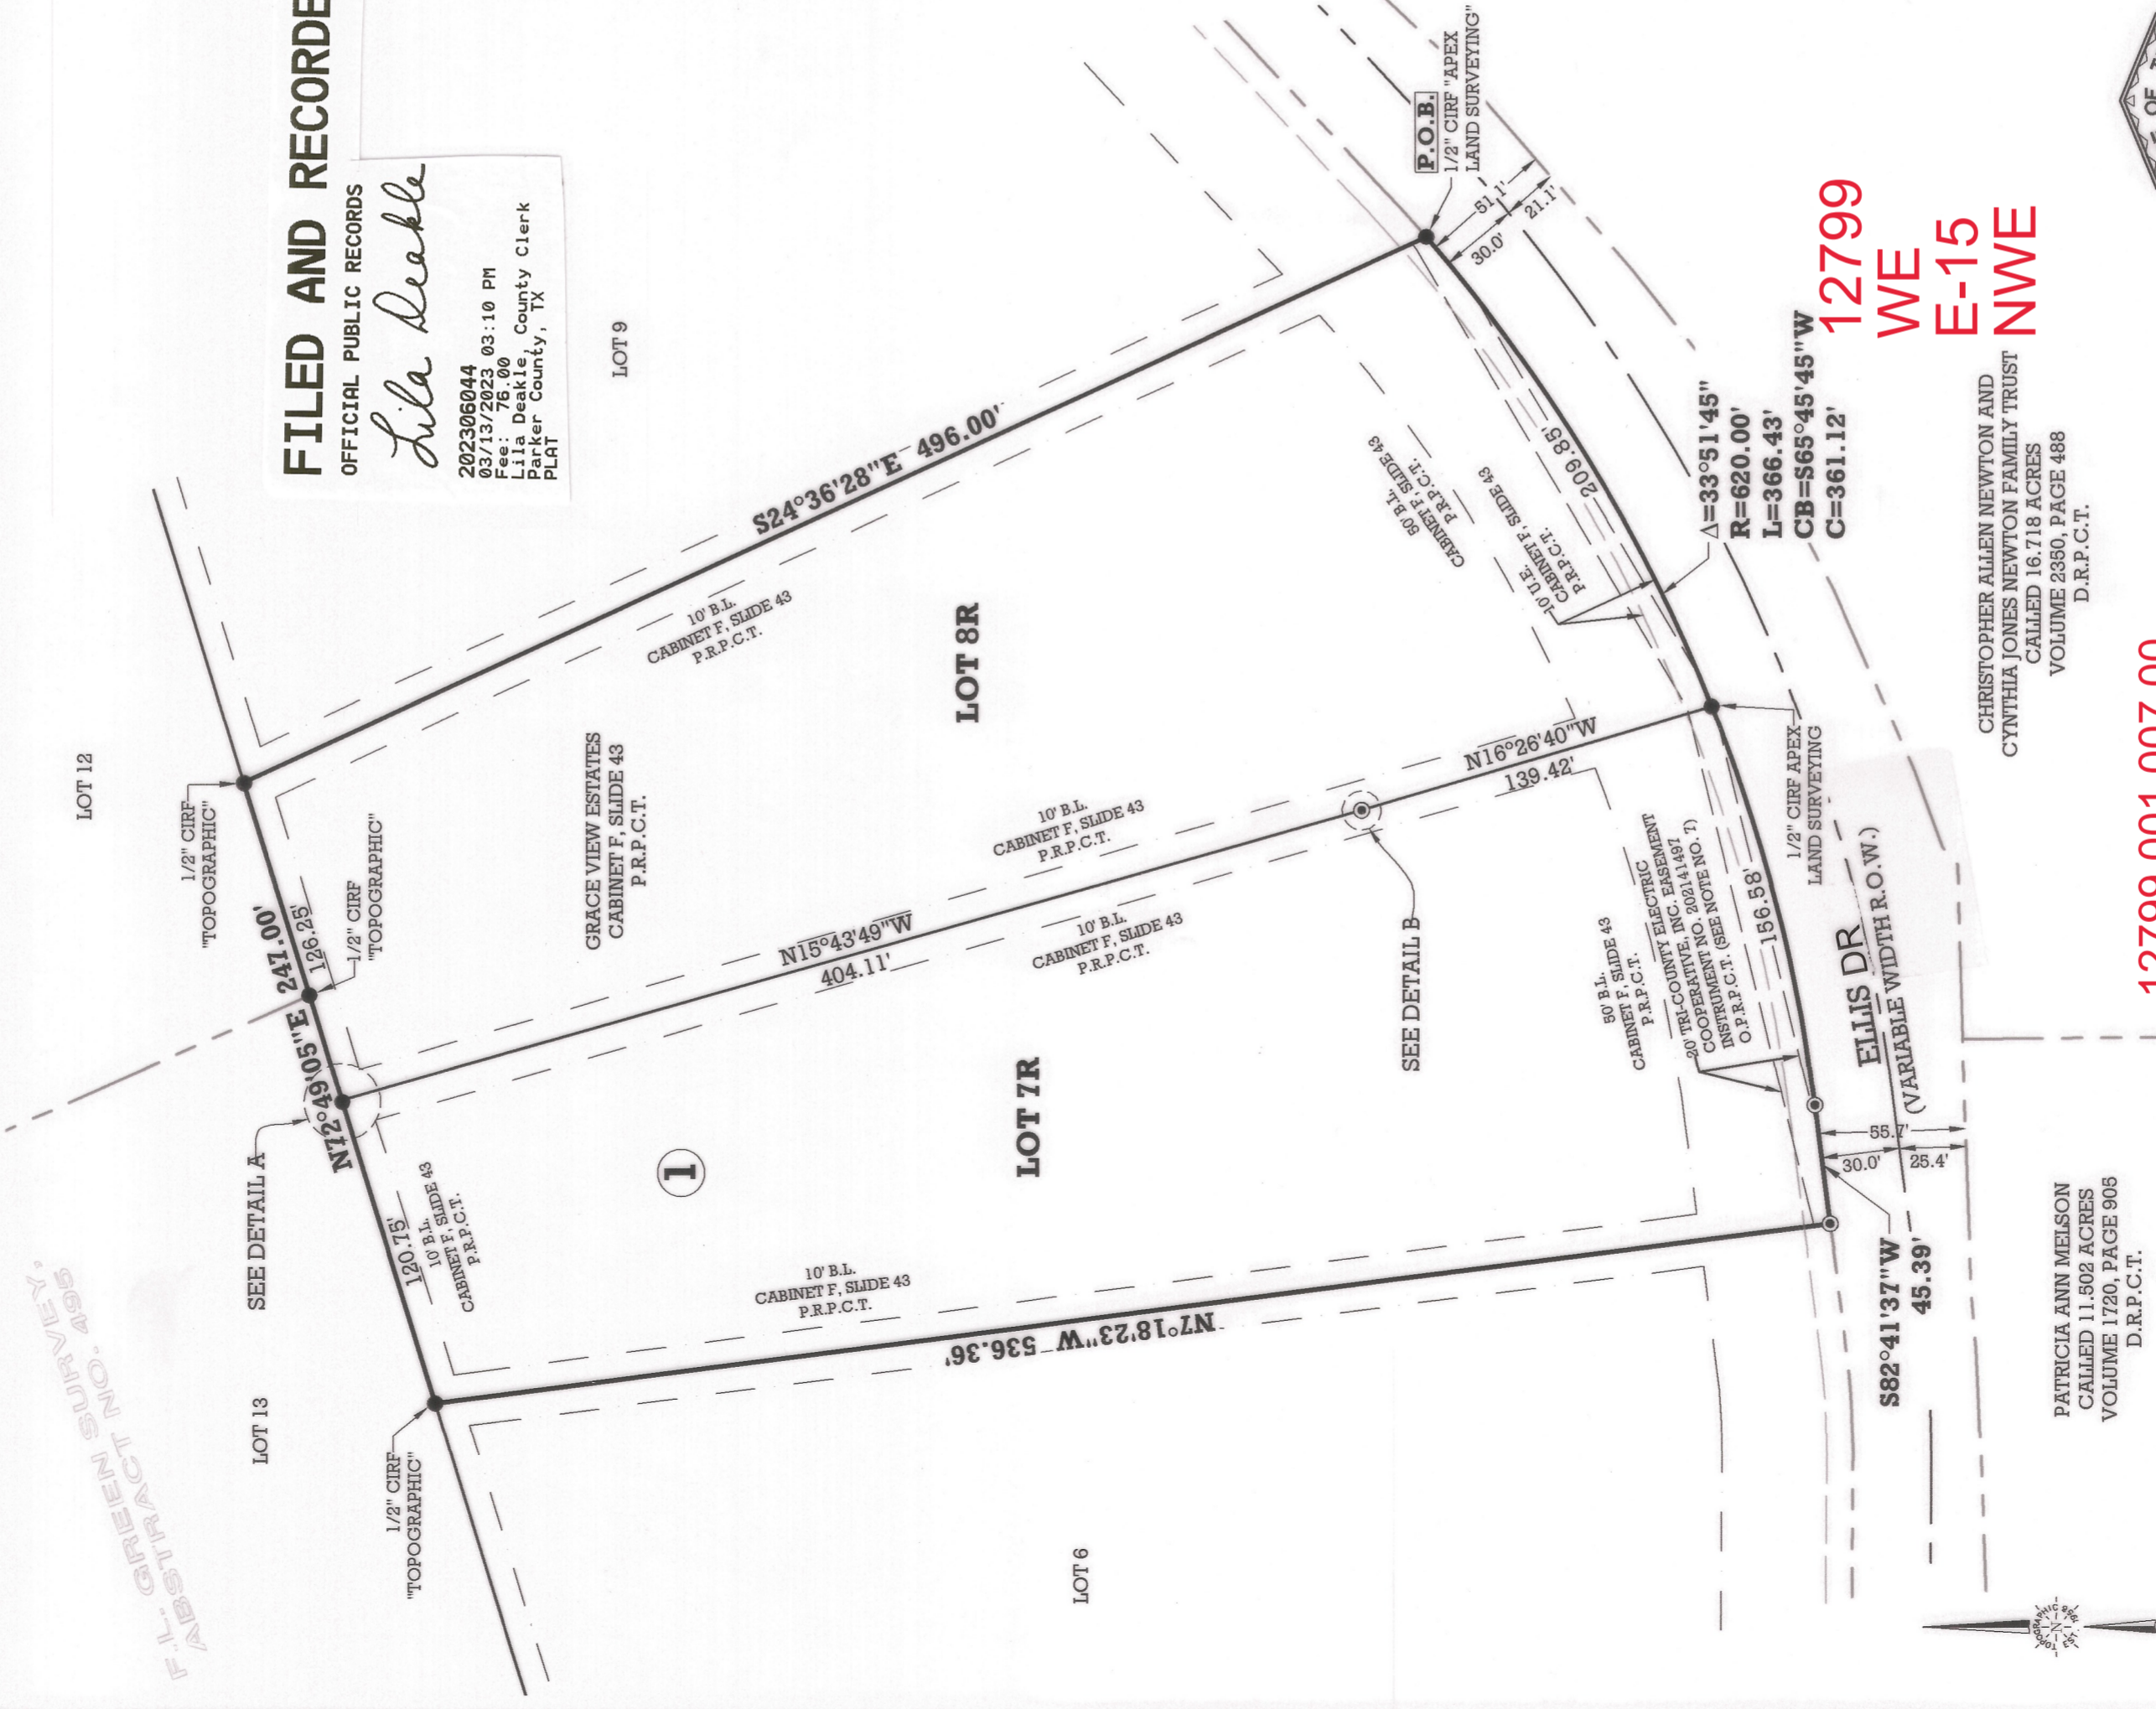 FILED AND RECORDE
OFFICIAL PUBLIC RECORDS
Lila Deakle
202306044
03/13/2023 03:10 PM
Fee: 76.00
Lila Deakle, County Clerk
Parker County, TX
PLAT
F.L. GREEN SURVEY,
ABSTRACT NO. 495
LOT 12
LOT 13
LOT 9
LOT 6
1/2" CIRF
"TOPOGRAPHIC"
1/2" CIRF
"TOPOGRAPHIC"
1/2" CIRF
"TOPOGRAPHIC"
SEE DETAIL A
N72°49'05"E 247.00'
126.25'
120.75'
10' B.L.
CABINET F, SLIDE 43
P.R.P.C.T.
GRACE VIEW ESTATES
CABINET F, SLIDE 43
P.R.P.C.T.
S24°36'28"E 496.00'
10' B.L.
CABINET F, SLIDE 43
P.R.P.C.T.
1
LOT 8R
LOT 7R
N15°43'49"W
404.11'
10' B.L.
CABINET F, SLIDE 43
P.R.P.C.T.
10' B.L.
CABINET F, SLIDE 43
P.R.P.C.T.
10' B.L.
CABINET F, SLIDE 43
P.R.P.C.T.
N7°18'23"W 536.36'
SEE DETAIL B
N16°26'40"W
139.42'
50' B.L.
CABINET F, SLIDE 43
P.R.P.C.T.
10' U.E.
CABINET F, SLIDE 43
P.R.P.C.T.
209.85'
P.O.B.
1/2" CIRF "APEX
LAND SURVEYING"
51.1'
30.0'
21.1'
50' B.L.
CABINET F, SLIDE 43
P.R.P.C.T.
20' TRI-COUNTY ELECTRIC
COOPERATIVE, INC. EASEMENT
INSTRUMENT NO. 202141497
O.P.R.P.C.T. (SEE NOTE NO. 7)
156.58'
1/2" CIRF APEX
LAND SURVEYING
Δ=33°51'45"
R=620.00'
L=366.43'
CB=S65°45'45"W
C=361.12'
12799
WE
E-15
NWE
ELLIS DR
(VARIABLE WIDTH R.O.W.)
55.7'
30.0'
25.4'
S82°41'37"W
45.39'
CHRISTOPHER ALLEN NEWTON AND
CYNTHIA JONES NEWTON FAMILY TRUST
CALLED 16.718 ACRES
VOLUME 2350, PAGE 488
D.R.P.C.T.
PATRICIA ANN MELSON
CALLED 11.502 ACRES
VOLUME 1720, PAGE 905
D.R.P.C.T.
12799.001.007.00
TOPOGRAPHIC
N
EST. 1958
OF